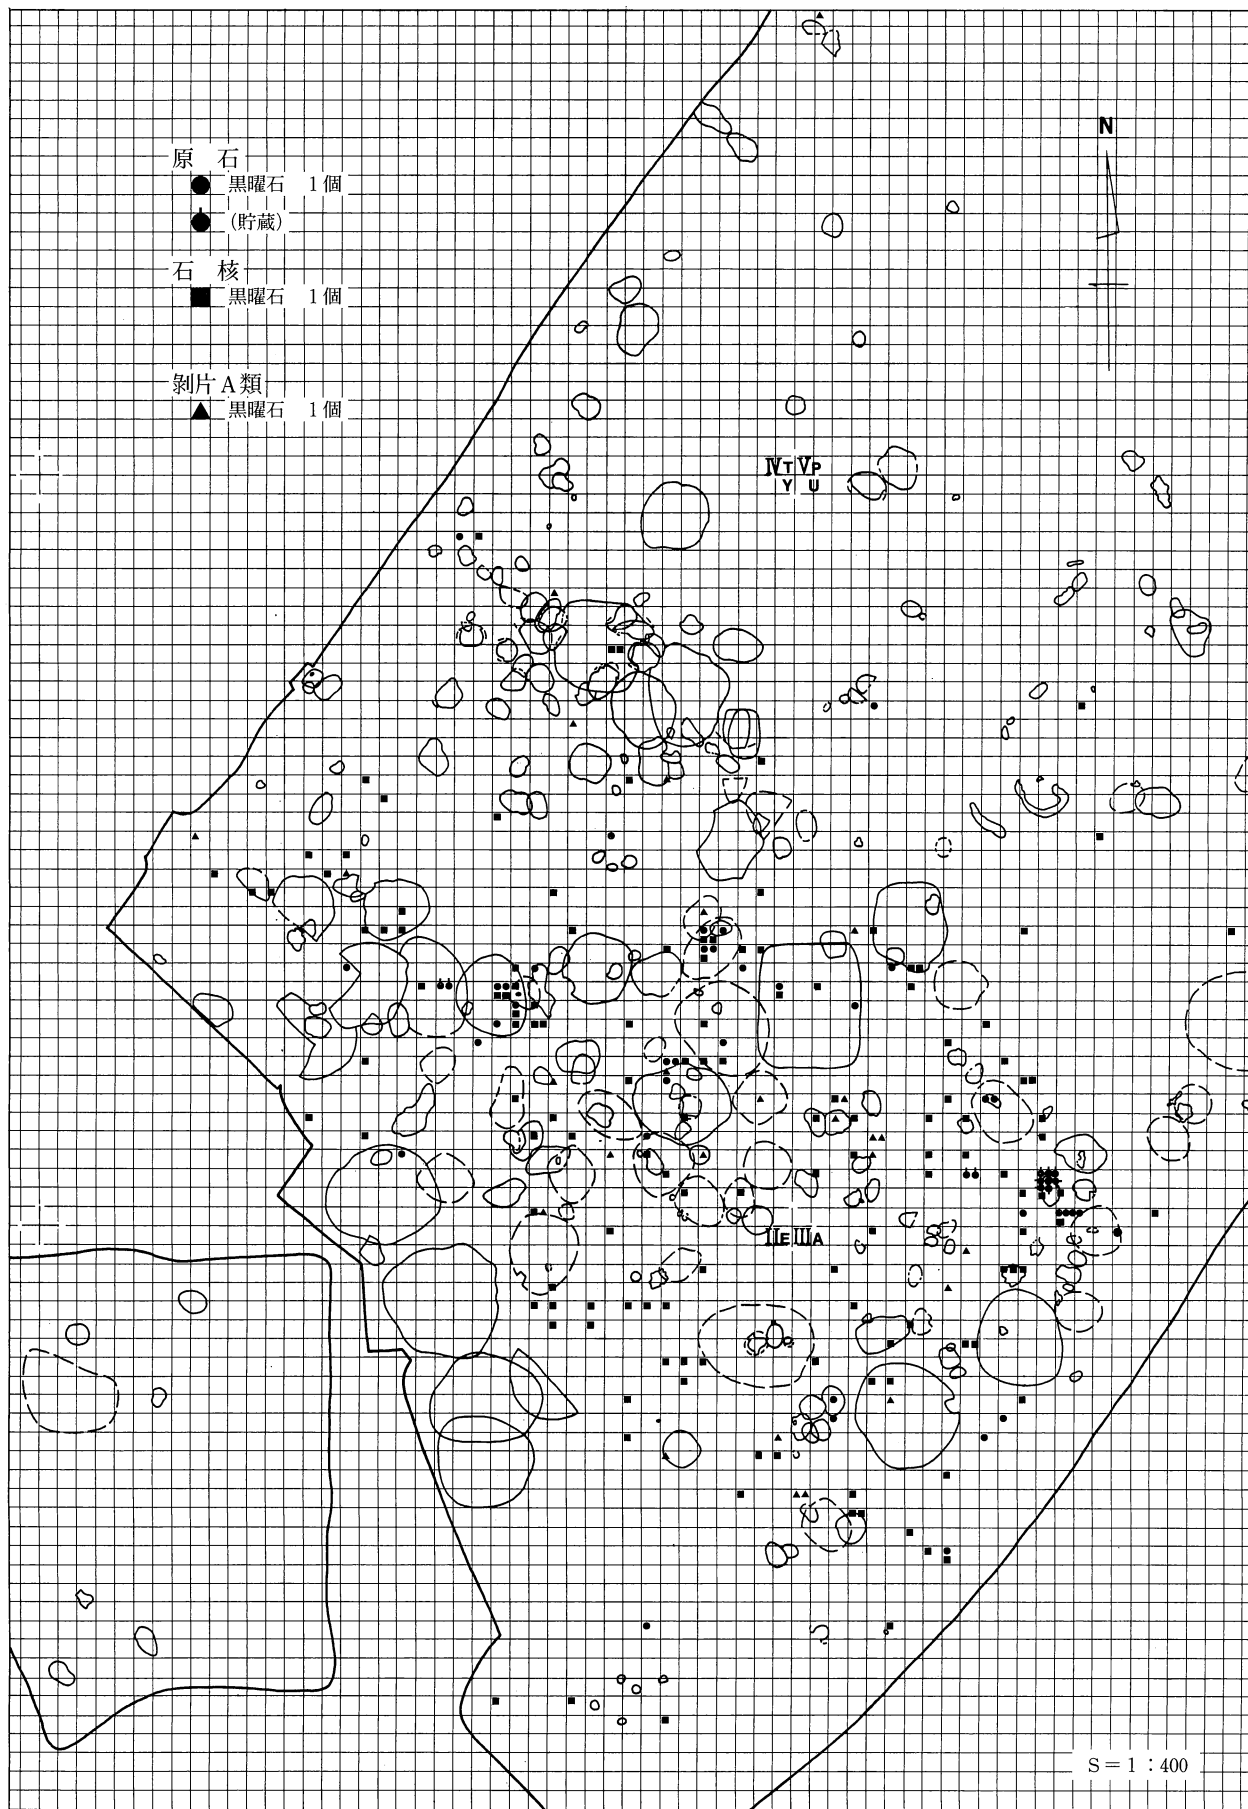 N
原　石
● 黒曜石　1個
(貯蔵)
石　核
■ 黒曜石　1個
剝片A類
▲ 黒曜石　1個
ⅣT ⅤP
Y U
ⅡE ⅢA
S＝1：400